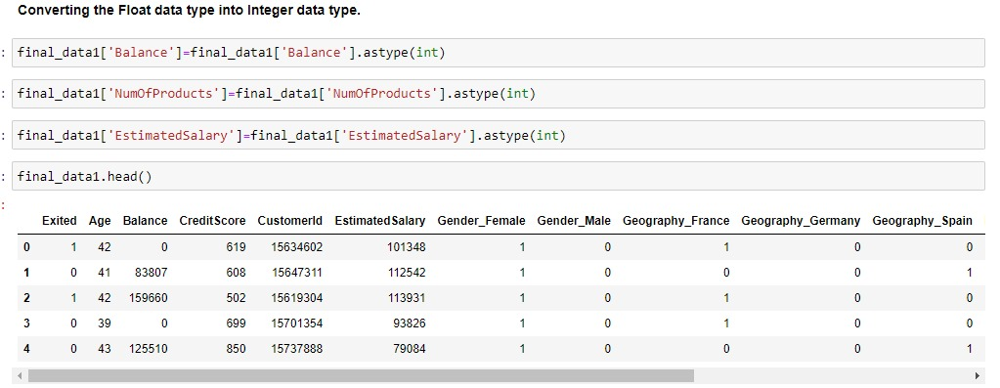 Converting the Float data type into Integer data type.
: final_data1['Balance']=final_data1['Balance'].astype(int)
: final_data1['NumOfProducts']=final_data1['NumOfProducts'].astype(int)
: final_data1['EstimatedSalary']=final_data1['EstimatedSalary'].astype(int)
: final_data1.head()
:
Exited Age Balance CreditScore CustomerId EstimatedSalary Gender_Female Gender_Male Geography_France Geography_Germany Geography_Spain
0 1 42 0 619 15634602 101348 1 0 1 0 0
1 0 41 83807 608 15647311 112542 1 0 0 0 1
2 1 42 159660 502 15619304 113931 1 0 1 0 0
3 0 39 0 699 15701354 93826 1 0 1 0 0
4 0 43 125510 850 15737888 79084 1 0 0 0 1